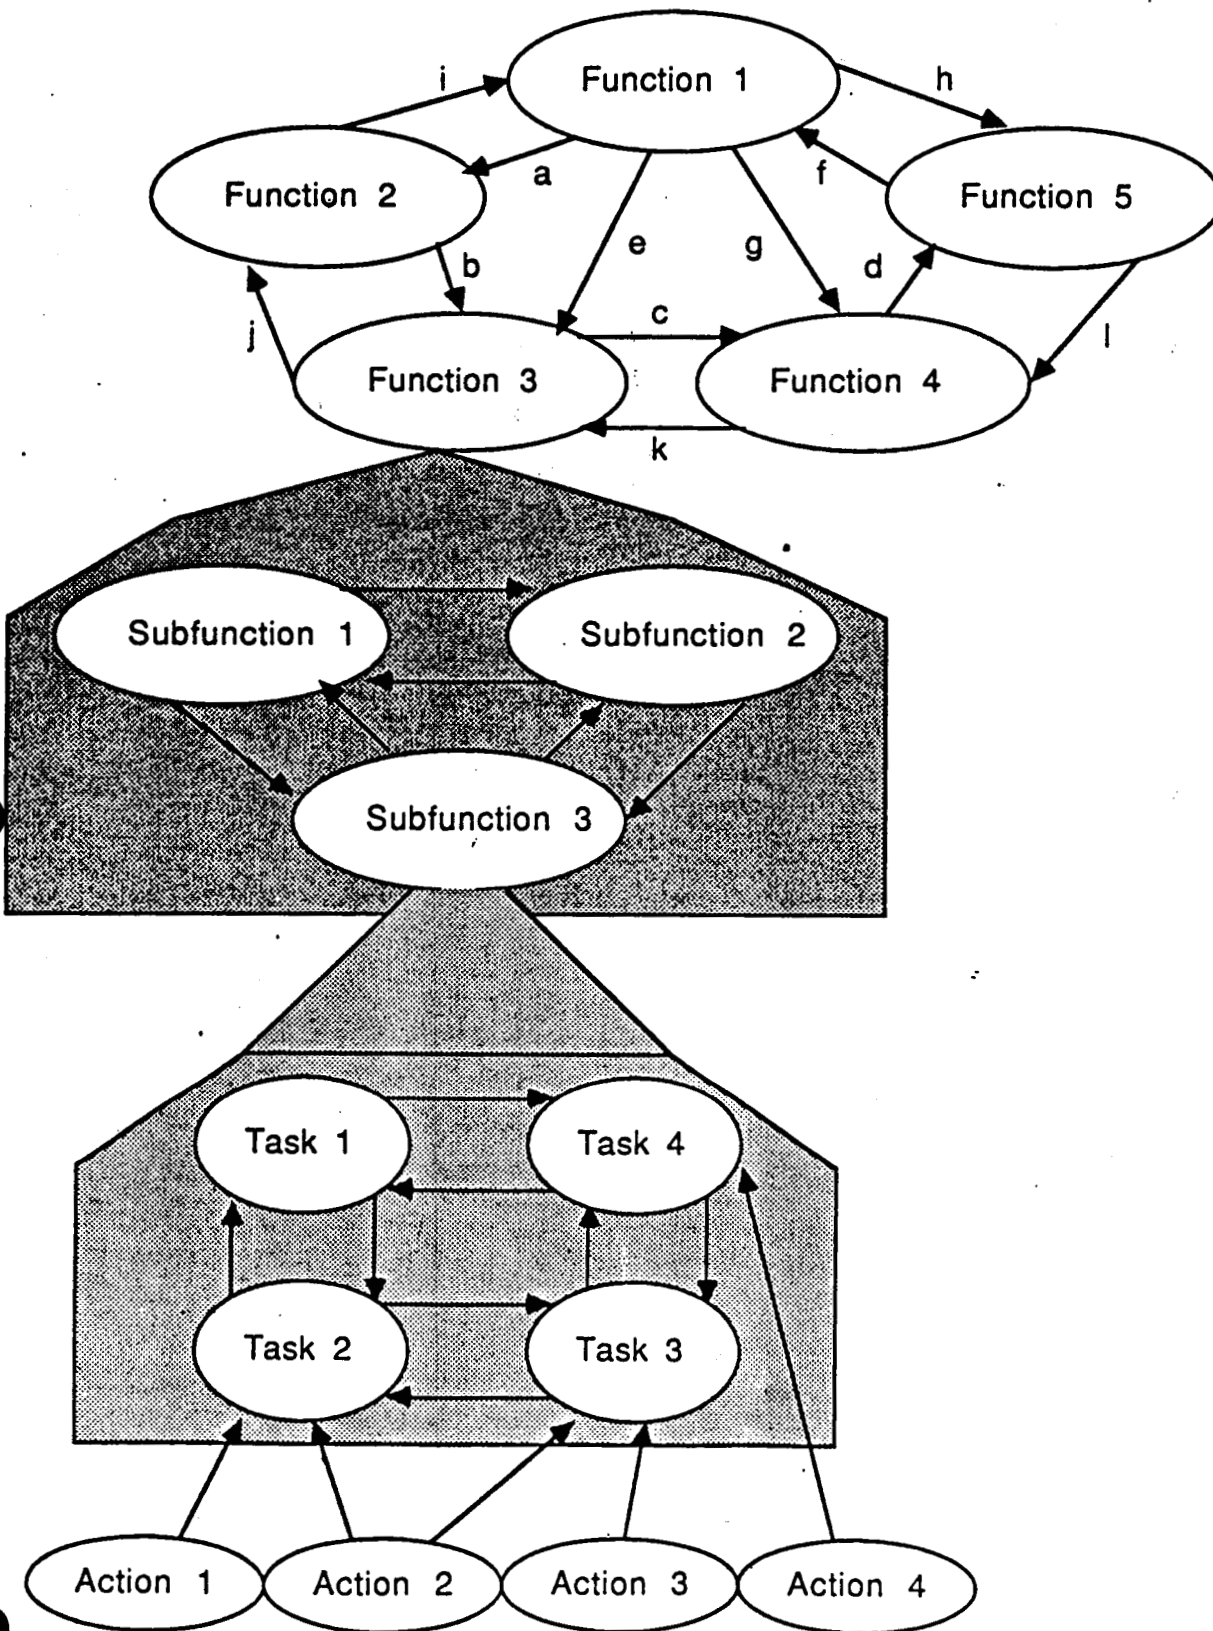 Function 1
i
h
a
f
Function 2
Function 5
e
g
b
d
c
j
l
Function 3
Function 4
k
Subfunction 1
Subfunction 2
Subfunction 3
Task 1
Task 4
Task 2
Task 3
Action 1
Action 2
Action 3
Action 4